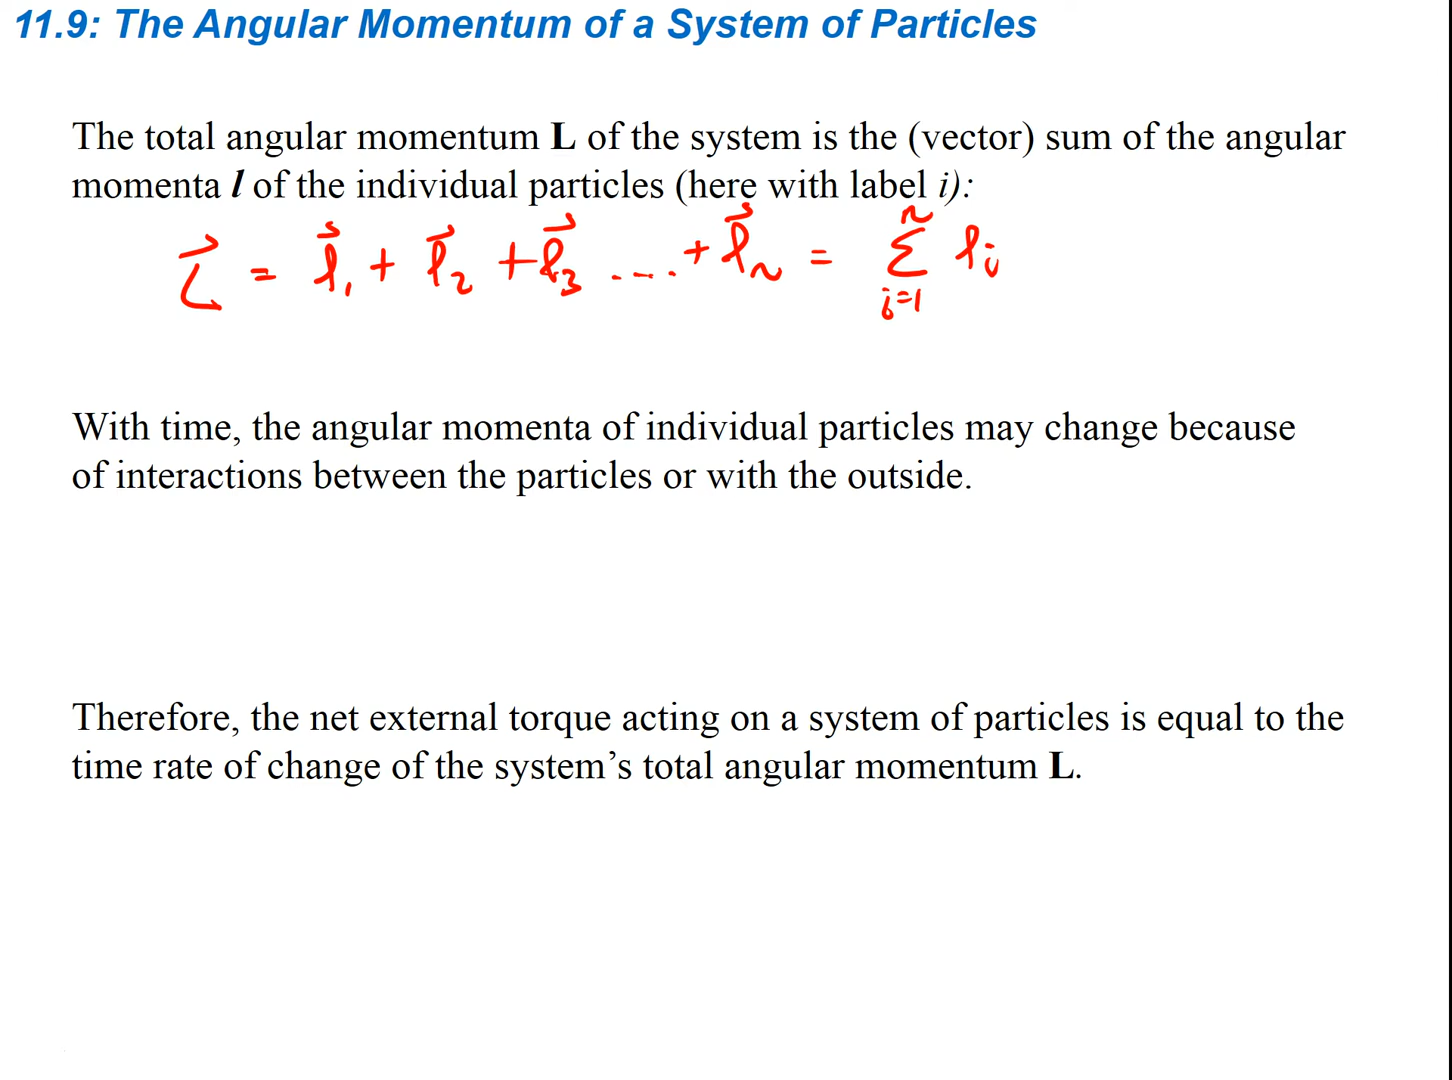 11.9: The Angular Momentum of a System of Particles
The total angular momentum L of the system is the (vector) sum of the angular
momenta l of the individual particles (here with label i):
L⃗ = l⃗₁ + l⃗₂ + l⃗₃ .... + l⃗ₙ = Σⁿᵢ₌₁ lᵢ
With time, the angular momenta of individual particles may change because
of interactions between the particles or with the outside.
Therefore, the net external torque acting on a system of particles is equal to the
time rate of change of the system’s total angular momentum L.